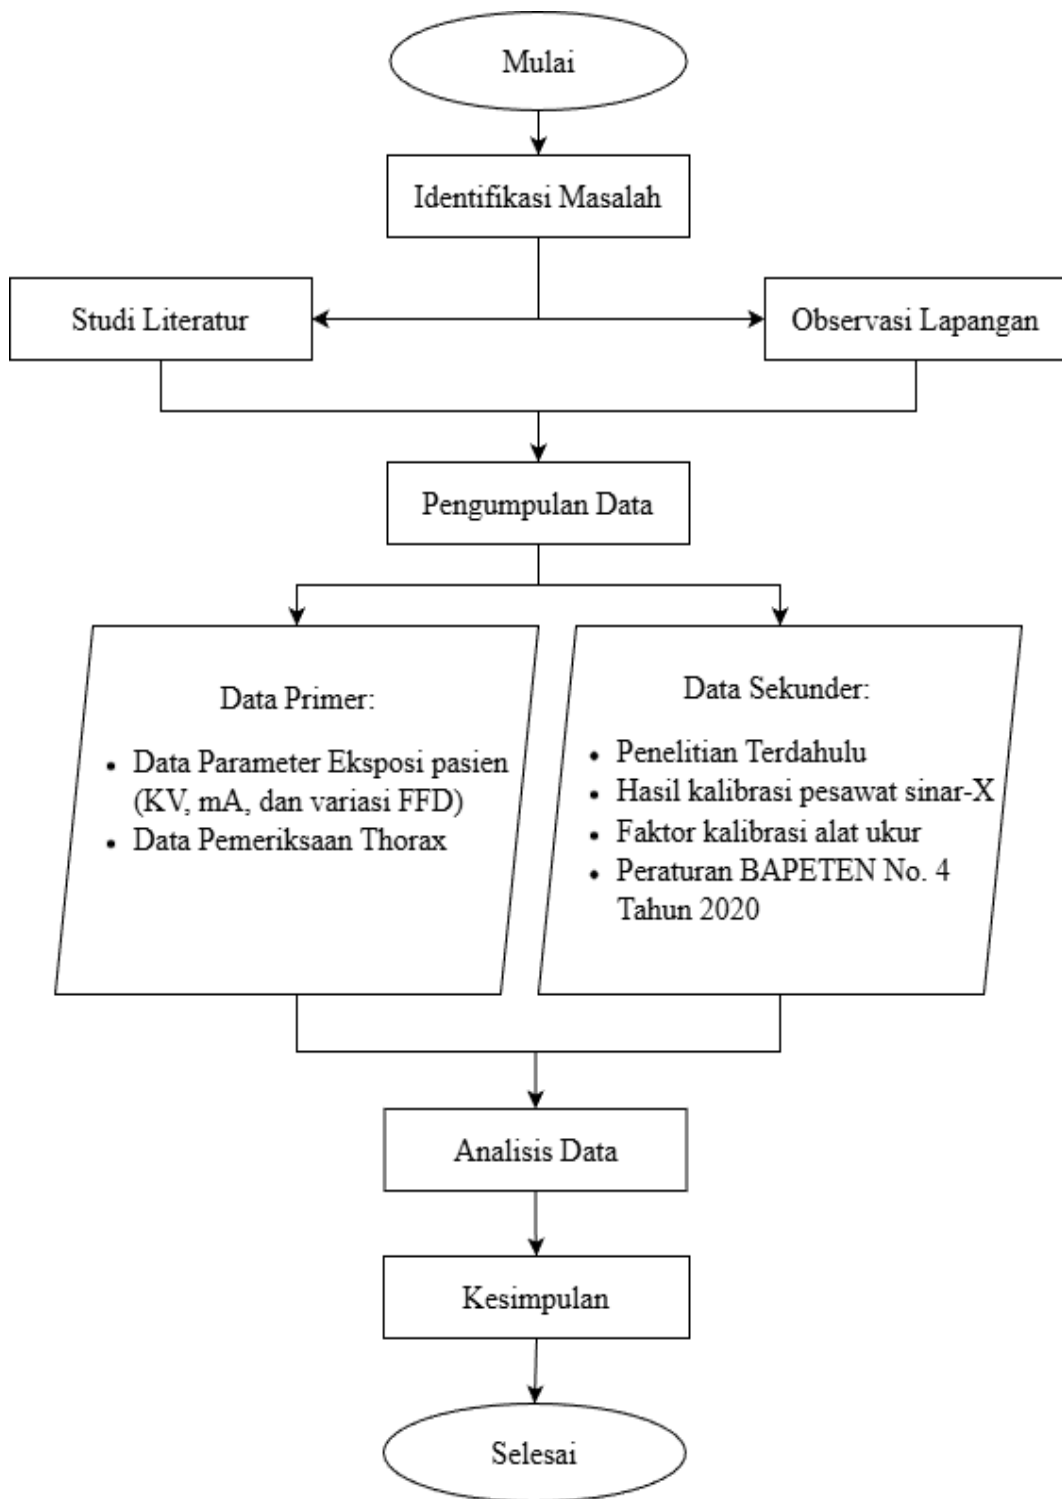 Mulai
Identifikasi Masalah
Studi Literatur
Observasi Lapangan
Pengumpulan Data
Data Primer:
• Data Parameter Eksposi pasien
(KV, mA, dan variasi FFD)
• Data Pemeriksaan Thorax
Data Sekunder:
• Penelitian Terdahulu
• Hasil kalibrasi pesawat sinar-X
• Faktor kalibrasi alat ukur
• Peraturan BAPETEN No. 4
Tahun 2020
Analisis Data
Kesimpulan
Selesai